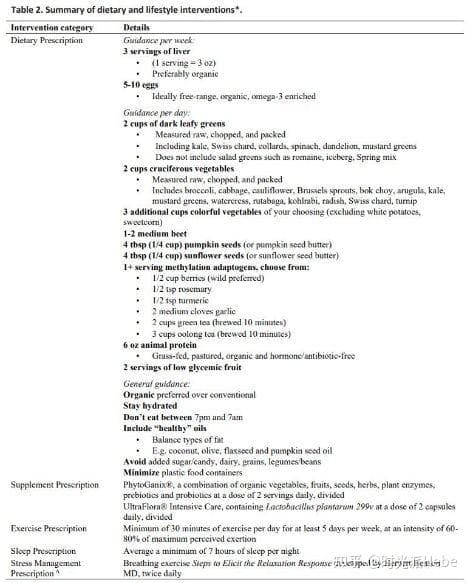 Table 2. Summary of dietary and lifestyle interventions*.
Intervention category Details
Dietary Prescription Guidance per week:
3 servings of liver
• (1 serving = 3 oz)
• Preferably organic
5-10 eggs
• Ideally free-range, organic, omega-3 enriched
Guidance per day:
2 cups of dark leafy greens
• Measured raw, chopped, and packed
• Including kale, Swiss chard, collards, spinach, dandelion, mustard greens
• Does not include salad greens such as romaine, iceberg, Spring mix
2 cups cruciferous vegetables
• Measured raw, chopped, and packed
• Includes broccoli, cabbage, cauliflower, Brussels sprouts, bok choy, arugula, kale,
mustard greens, watercress, rutabaga, kohlrabi, radish, Swiss chard, turnip
3 additional cups colorful vegetables of your choosing (excluding white potatoes,
sweetcorn)
1-2 medium beet
4 tbsp (1/4 cup) pumpkin seeds (or pumpkin seed butter)
4 tbsp (1/4 cup) sunflower seeds (or sunflower seed butter)
1+ serving methylation adaptogens, choose from:
• 1/2 cup berries (wild preferred)
• 1/2 tsp rosemary
• 1/2 tsp turmeric
• 2 medium cloves garlic
• 2 cups green tea (brewed 10 minutes)
• 3 cups oolong tea (brewed 10 minutes)
6 oz animal protein
• Grass-fed, pastured, organic and hormone/antibiotic-free
2 servings of low glycemic fruit
General guidance:
Organic preferred over conventional
Stay hydrated
Don't eat between 7pm and 7am
Include "healthy" oils
• Balance types of fat
• E.g. coconut, olive, flaxseed and pumpkin seed oil
Avoid added sugar/candy, dairy, grains, legumes/beans
Minimize plastic food containers
Supplement Prescription PhytoGanix®, a combination of organic vegetables, fruits, seeds, herbs, plant enzymes,
prebiotics and probiotics at a dose of 2 servings daily, divided
UltraFlora® Intensive Care, containing Lactobacillus plantarum 299v at a dose of 2 capsules
daily, divided
Exercise Prescription Minimum of 30 minutes of exercise per day for at least 5 days per week, at an intensity of 60-
80% of maximum perceived exertion
Sleep Prescription Average a minimum of 7 hours of sleep per night
Stress Management Breathing exercise Steps to Elicit the Relaxation Response developed by Herbert Benson
Prescription ^ MD, twice daily
知乎 @时光派Health